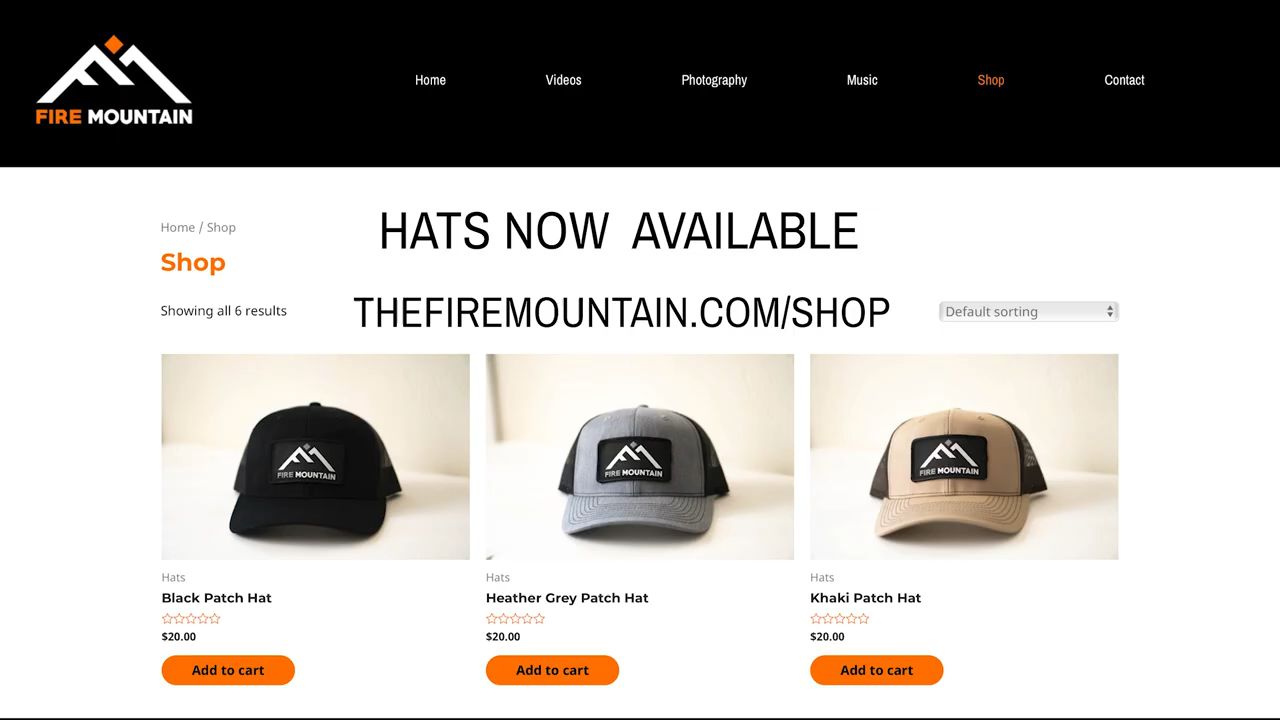 FIRE MOUNTAIN
Home
Videos
Photography
Music
Shop
Contact
Home / Shop
HATS NOW AVAILABLE
Shop
Showing all 6 results
THEFIREMOUNTAIN.COM/SHOP
Default sorting
FIRE MOUNTAIN
FIRE MOUNTAIN
FIRE MOUNTAIN
Hats
Black Patch Hat
$20.00
Add to cart
Hats
Heather Grey Patch Hat
$20.00
Add to cart
Hats
Khaki Patch Hat
$20.00
Add to cart